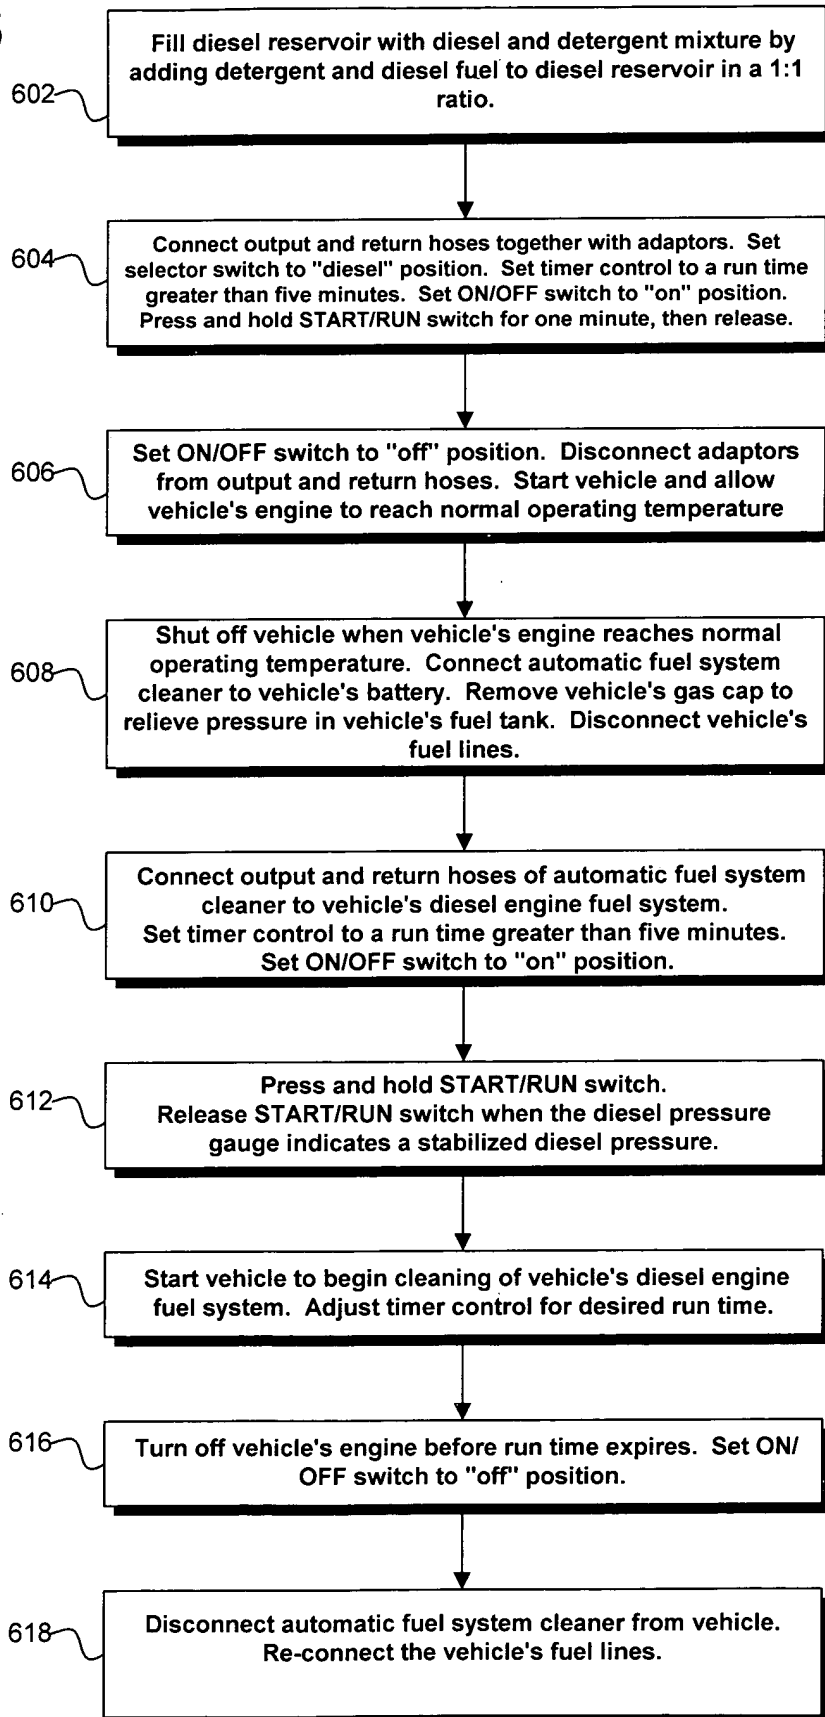 Fill diesel reservoir with diesel and detergent mixture by
adding detergent and diesel fuel to diesel reservoir in a 1:1
ratio.
602
Connect output and return hoses together with adaptors. Set
selector switch to "diesel" position. Set timer control to a run time
greater than five minutes. Set ON/OFF switch to "on" position.
Press and hold START/RUN switch for one minute, then release.
604
Set ON/OFF switch to "off" position. Disconnect adaptors
from output and return hoses. Start vehicle and allow
vehicle's engine to reach normal operating temperature
606
Shut off vehicle when vehicle's engine reaches normal
operating temperature. Connect automatic fuel system
cleaner to vehicle's battery. Remove vehicle's gas cap to
relieve pressure in vehicle's fuel tank. Disconnect vehicle's
fuel lines.
608
Connect output and return hoses of automatic fuel system
cleaner to vehicle's diesel engine fuel system.
Set timer control to a run time greater than five minutes.
Set ON/OFF switch to "on" position.
610
Press and hold START/RUN switch.
Release START/RUN switch when the diesel pressure
gauge indicates a stabilized diesel pressure.
612
Start vehicle to begin cleaning of vehicle's diesel engine
fuel system. Adjust timer control for desired run time.
614
Turn off vehicle's engine before run time expires. Set ON/
OFF switch to "off" position.
616
Disconnect automatic fuel system cleaner from vehicle.
Re-connect the vehicle's fuel lines.
618